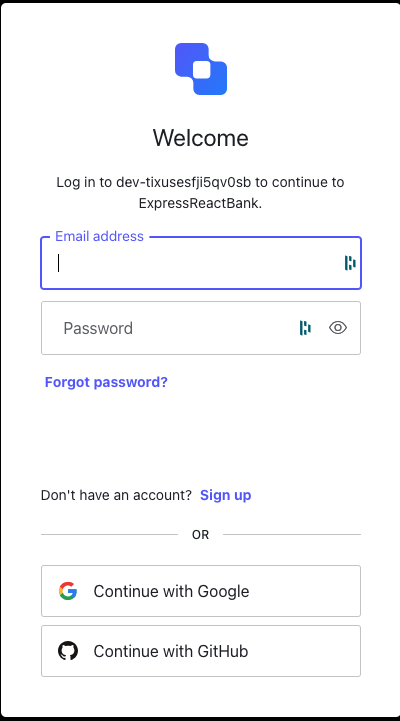 Welcome
Log in to dev-tixusesfji5qv0sb to continue to
ExpressReactBank.
Email address
Password
Forgot password?
Don't have an account? Sign up
OR
Continue with Google
Continue with GitHub